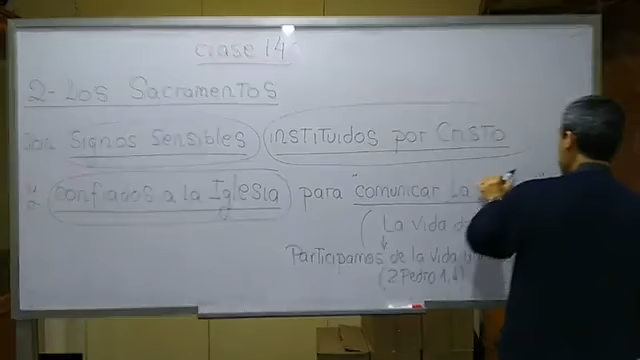 clase 14
2- Los Sacramentos
Son Signos Sensibles instituidos por Cristo
y confiados a la Iglesia para "comunicar La
(La vida d
Participamos de la vida
(2 Pedro 1,4)